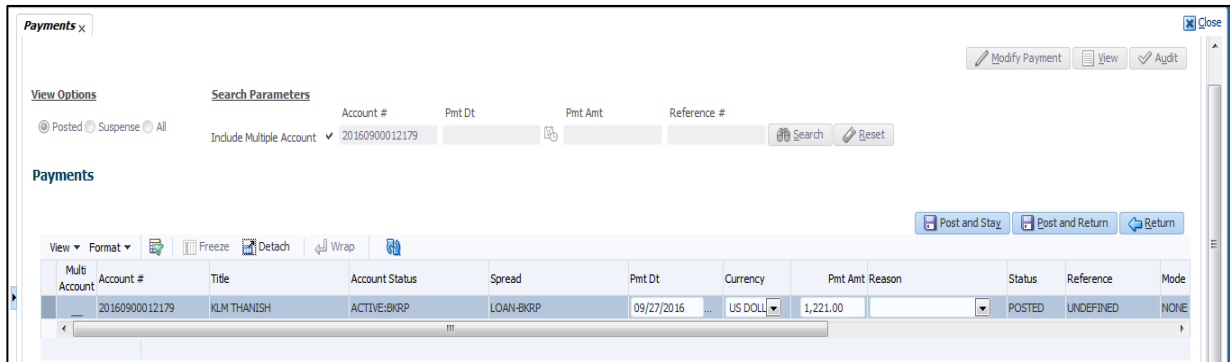 Payments x
Close
Modify Payment View Audit
View Options Search Parameters
Account # Pmt Dt Pmt Amt Reference #
Posted Suspense All Include Multiple Account 20160900012179 Search Reset
Payments
Post and Stay Post and Return Return
View Format Freeze Detach Wrap
Multi Account Account # Title Account Status Spread Pmt Dt Currency Pmt Amt Reason Status Reference Mode
20160900012179 KLM THANISH ACTIVE:BKRP LOAN-BKRP 09/27/2016 ... US DOLL 1,221.00 POSTED UNDEFINED NONE